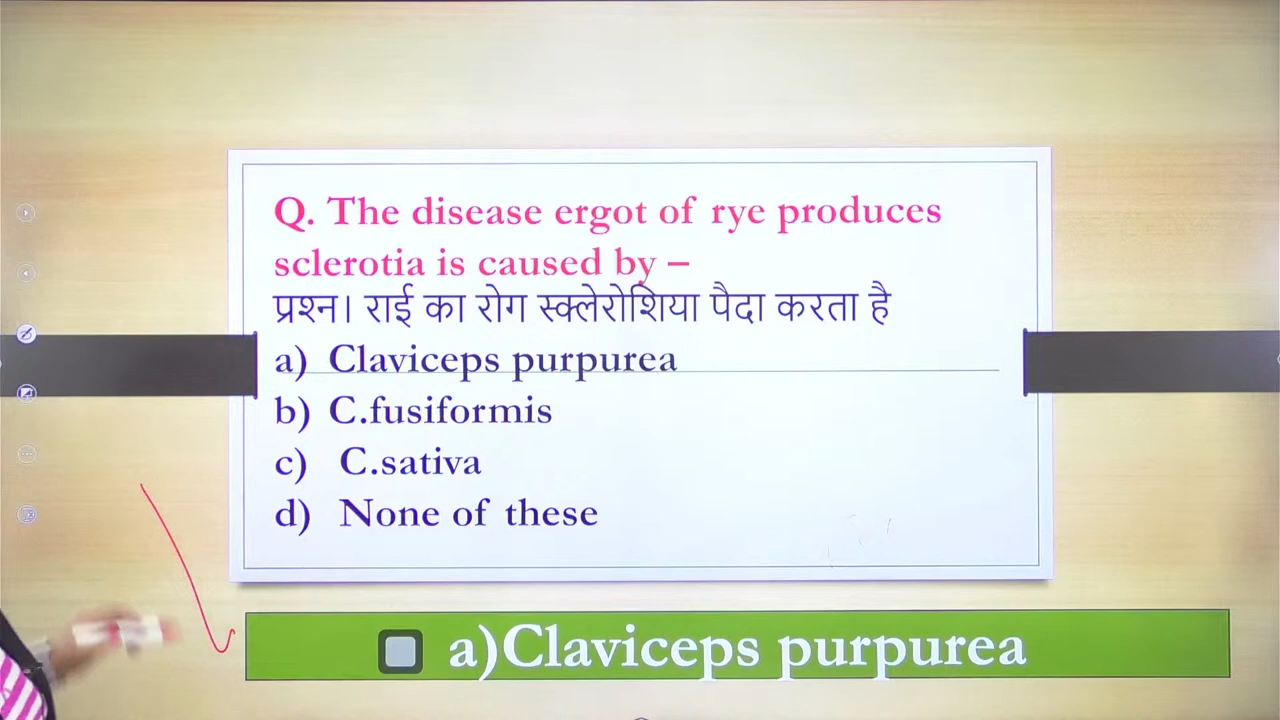 Q. The disease ergot of rye produces
sclerotia is caused by –
प्रश्न। राई का रोग स्क्लेरोशिया पैदा करता है
a) Claviceps purpurea
b) C.fusiformis
c) C.sativa
d) None of these
a)Claviceps purpurea